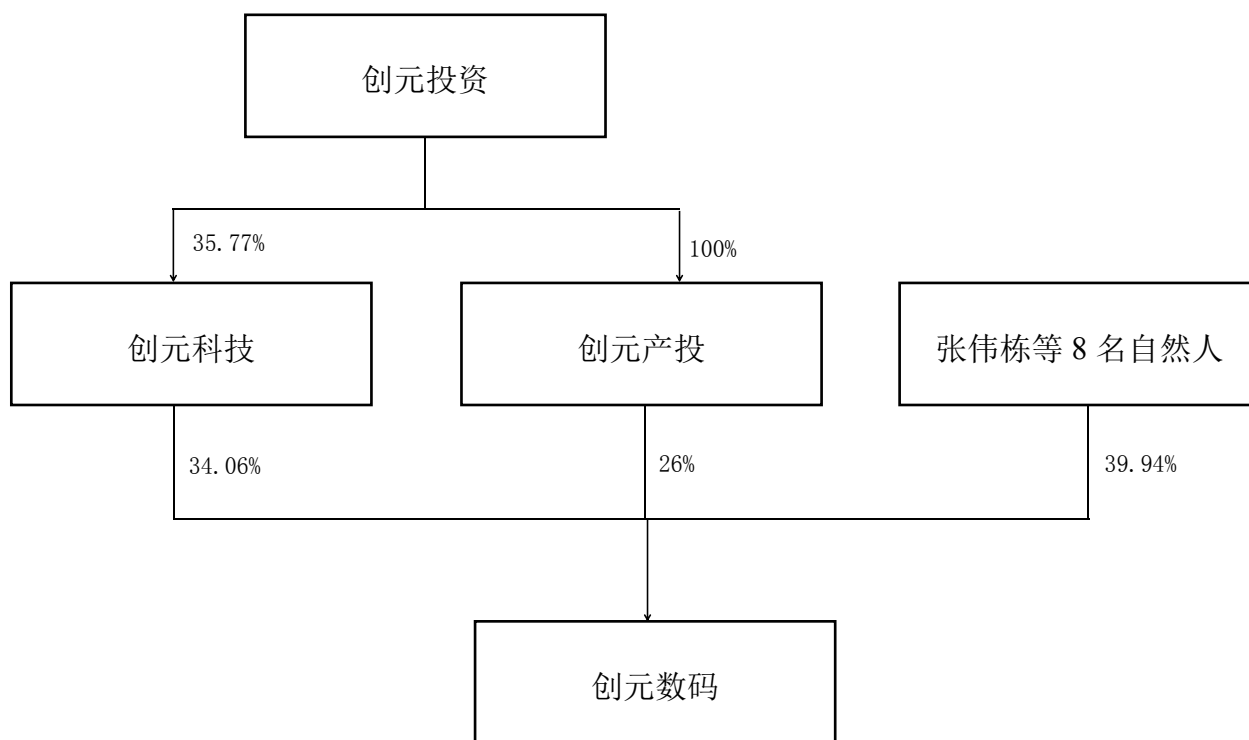 创元投资
35.77%
100%
创元科技
创元产投
张伟栋等 8 名自然人
34.06%
26%
39.94%
创元数码